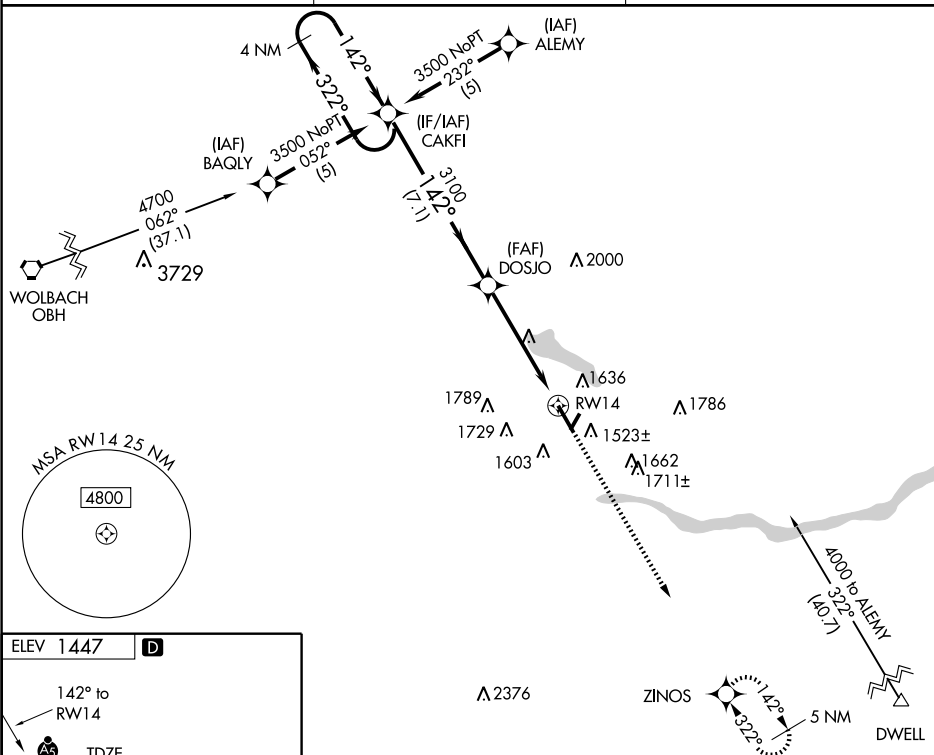 (IAF)
ALEMY
4 NM
142°
3500 NoPT
232°
(5)
322°
(IF/IAF)
CAKFI
(IAF)
BAQLY
3500 NoPT
052°
(5)
3100
142°
(7.1)
4700
062°
(37.1)
3729
WOLBACH
OBH
(FAF)
DOSJO
2000
1636
1789
RW14
1786
1729
1523±
1603
1662
1711±
MSA RW 14 25 NM
4800
4000 to ALEMY
322°
(40.7)
ELEV 1447
D
142° to
RW14
2376
ZINOS
142°
322°
5 NM
DWELL
A5
TDZE